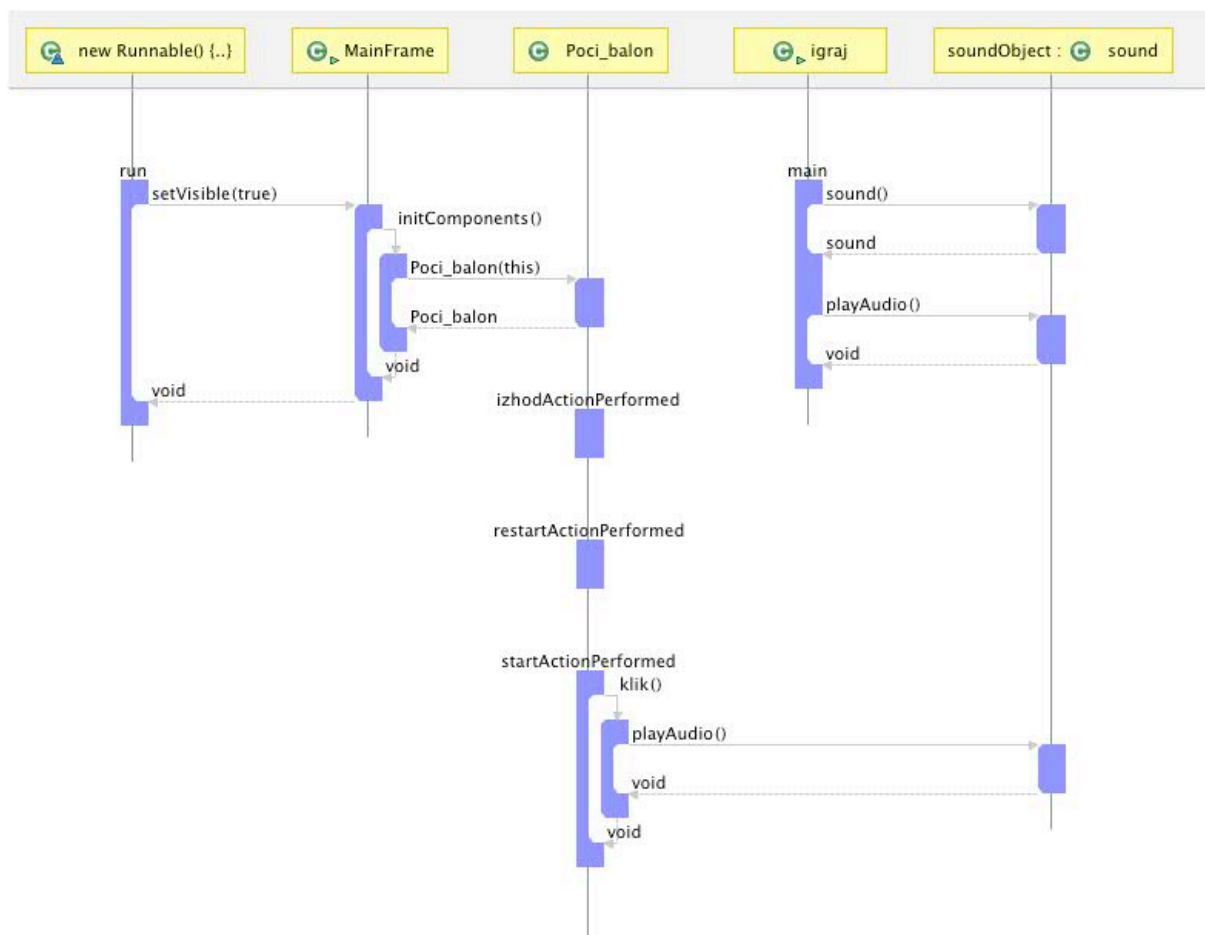 new Runnable() {..}
MainFrame
Poci_balon
igraj
soundObject : sound
run
main
setVisible(true)
sound()
initComponents()
sound
Poci_balon(this)
playAudio()
Poci_balon
void
void
void
izhodActionPerformed
restartActionPerformed
startActionPerformed
klik()
playAudio()
void
void